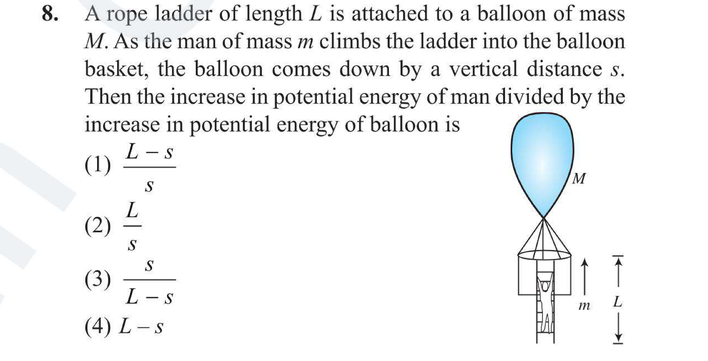 8. A rope ladder of length L is attached to a balloon of mass
M. As the man of mass m climbs the ladder into the balloon
basket, the balloon comes down by a vertical distance s.
Then the increase in potential energy of man divided by the
increase in potential energy of balloon is
(1) \frac{L - s}{s}
(2) \frac{L}{s}
(3) \frac{s}{L - s}
(4) L – s
M
m
L